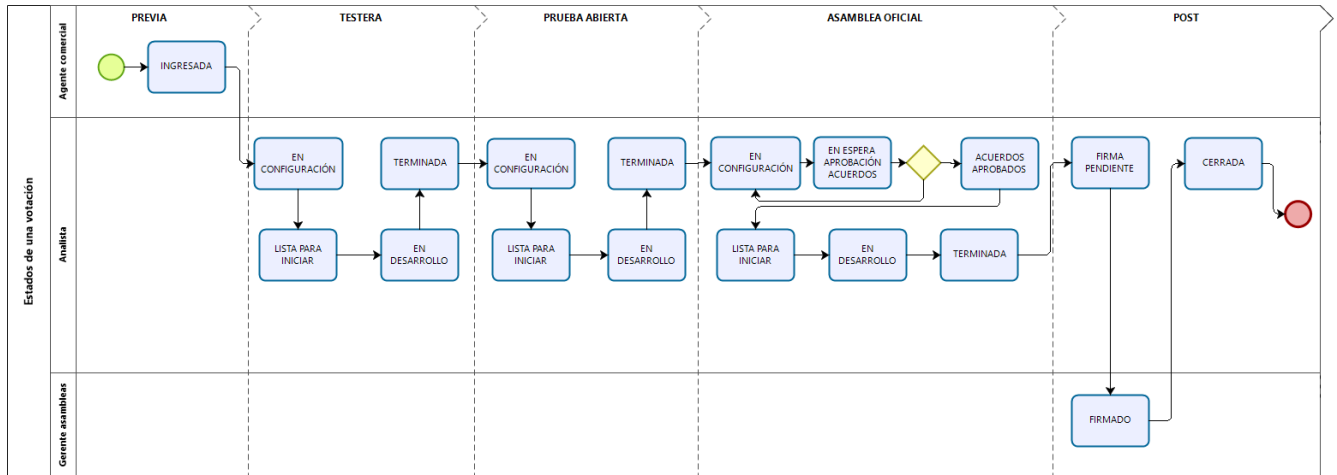 PREVIA
TESTERA
PRUEBA ABIERTA
ASAMBLEA OFICIAL
POST
Estados de una votación
Agente comercial
INGRESADA
Analista
EN
CONFIGURACIÓN
TERMINADA
EN
CONFIGURACIÓN
TERMINADA
EN
CONFIGURACIÓN
EN ESPERA
APROBACIÓN
ACUERDOS
ACUERDOS
APROBADOS
FIRMA
PENDIENTE
CERRADA
LISTA PARA
INICIAR
EN
DESARROLLO
LISTA PARA
INICIAR
EN
DESARROLLO
LISTA PARA
INICIAR
EN
DESARROLLO
TERMINADA
Gerente asambleas
FIRMADO